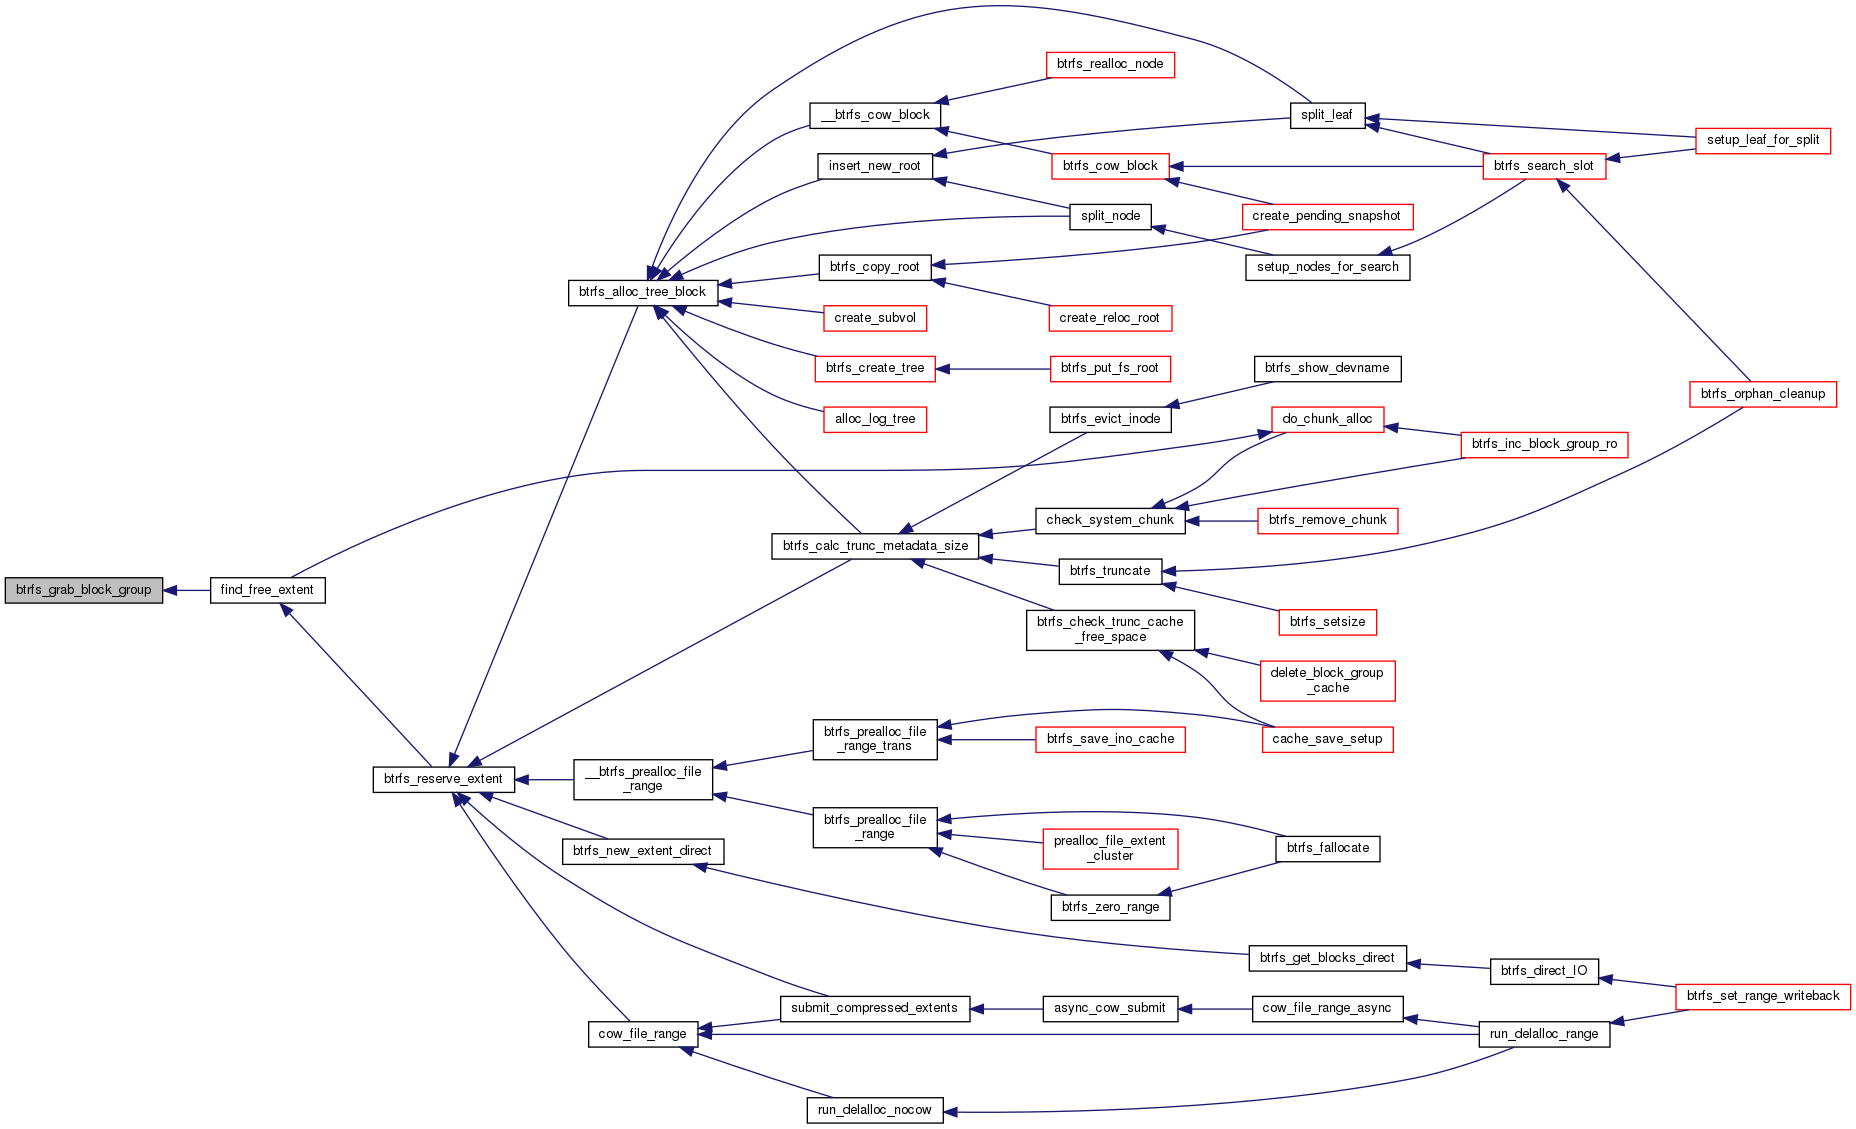 btrfs_realloc_node
__btrfs_cow_block
split_leaf
setup_leaf_for_split
insert_new_root
btrfs_cow_block
btrfs_search_slot
split_node
create_pending_snapshot
btrfs_copy_root
setup_nodes_for_search
btrfs_alloc_tree_block
create_subvol
create_reloc_root
btrfs_create_tree
btrfs_put_fs_root
btrfs_show_devname
btrfs_orphan_cleanup
alloc_log_tree
btrfs_evict_inode
do_chunk_alloc
btrfs_inc_block_group_ro
check_system_chunk
btrfs_remove_chunk
btrfs_calc_trunc_metadata_size
btrfs_truncate
btrfs_grab_block_group
find_free_extent
btrfs_check_trunc_cache
_free_space
btrfs_setsize
delete_block_group
_cache
btrfs_prealloc_file
_range_trans
btrfs_save_ino_cache
cache_save_setup
btrfs_reserve_extent
__btrfs_prealloc_file
_range
btrfs_prealloc_file
_range
prealloc_file_extent
_cluster
btrfs_fallocate
btrfs_new_extent_direct
btrfs_zero_range
btrfs_get_blocks_direct
btrfs_direct_IO
btrfs_set_range_writeback
submit_compressed_extents
async_cow_submit
cow_file_range_async
cow_file_range
run_delalloc_range
run_delalloc_nocow